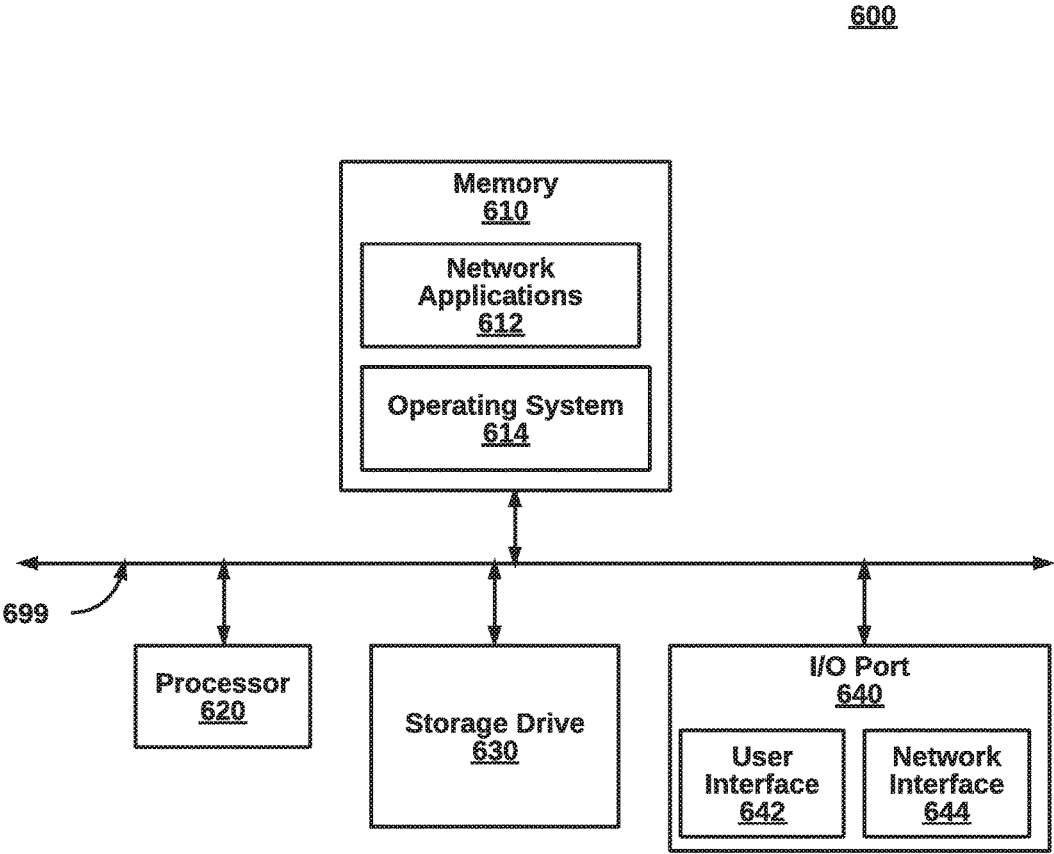 600
Memory
610
Network
Applications
612
Operating System
614
699
Processor
620
Storage Drive
630
I/O Port
640
User
Interface
642
Network
Interface
644